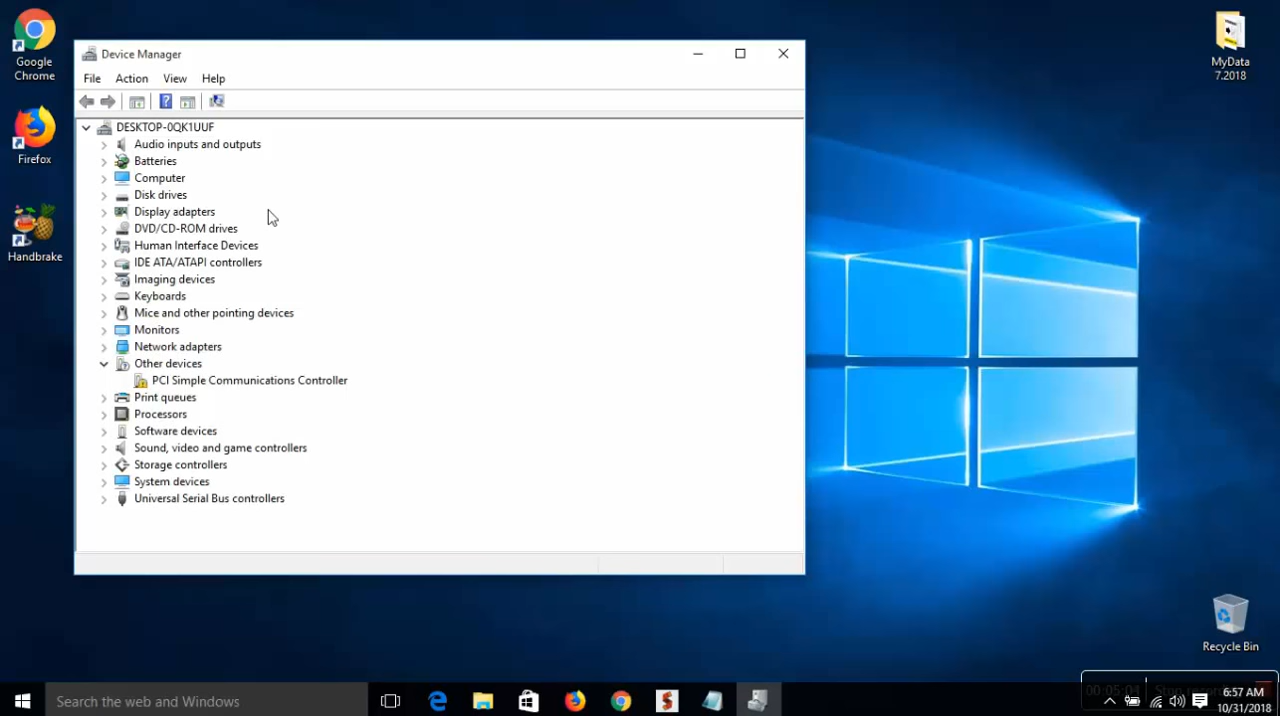 Google
Chrome
Firefox
Handbrake
Device Manager
File Action View Help
DESKTOP-0QK1UUF
Audio inputs and outputs
Batteries
Computer
Disk drives
Display adapters
DVD/CD-ROM drives
Human Interface Devices
IDE ATA/ATAPI controllers
Imaging devices
Keyboards
Mice and other pointing devices
Monitors
Network adapters
Other devices
PCI Simple Communications Controller
Print queues
Processors
Software devices
Sound, video and game controllers
Storage controllers
System devices
Universal Serial Bus controllers
MyData
7.2018
Recycle Bin
Search the web and Windows
6:57 AM
10/31/2018